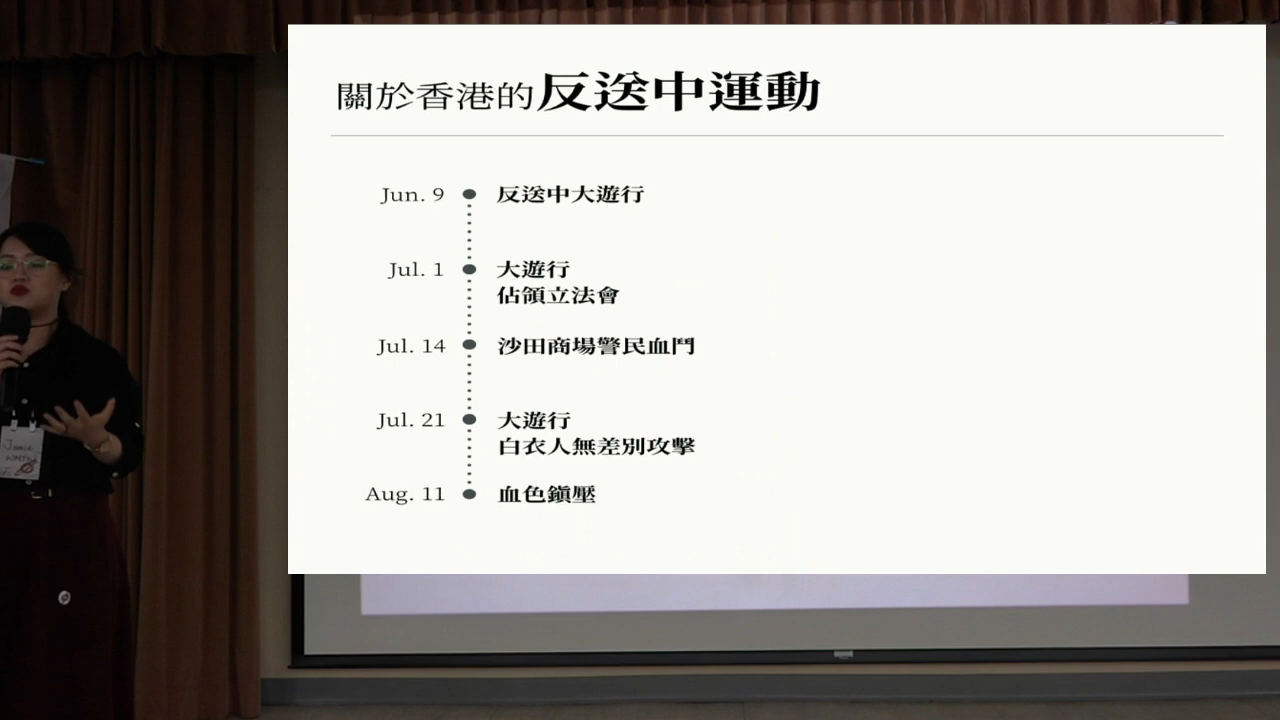 關於香港的反送中運動
Jun. 9 反送中大遊行
Jul. 1 大遊行
佔領立法會
Jul. 14 沙田商場警民血鬥
Jul. 21 大遊行
白衣人無差別攻擊
Aug. 11 血色鎮壓
Jamie